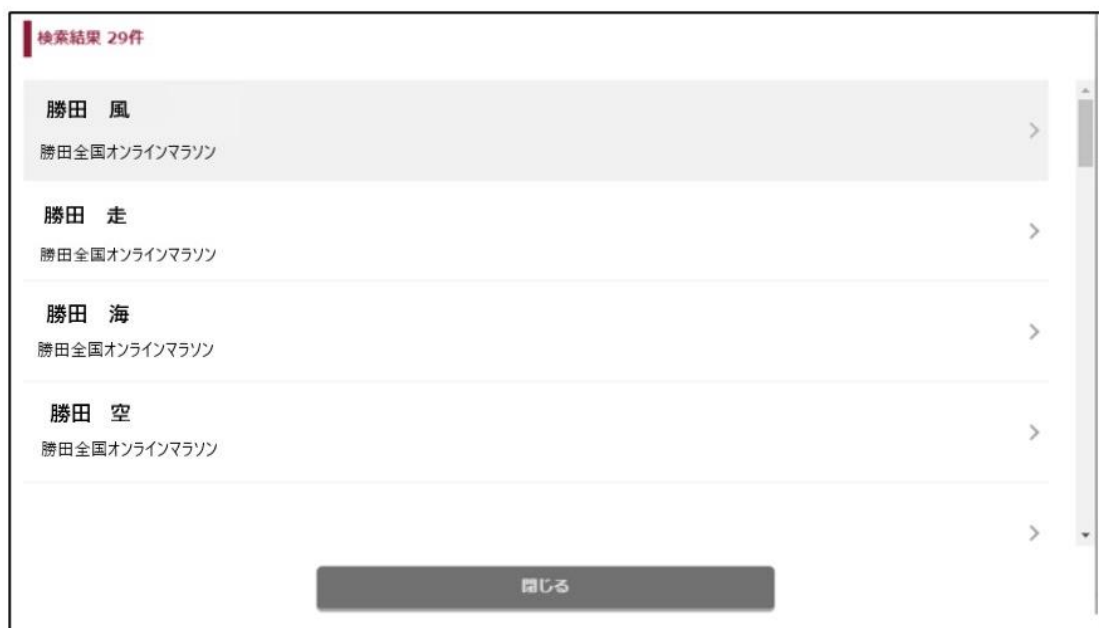 検索結果 29件
勝田　風
勝田全国オンラインマラソン
勝田　走
勝田全国オンラインマラソン
勝田　海
勝田全国オンラインマラソン
勝田　空
勝田全国オンラインマラソン
閉じる